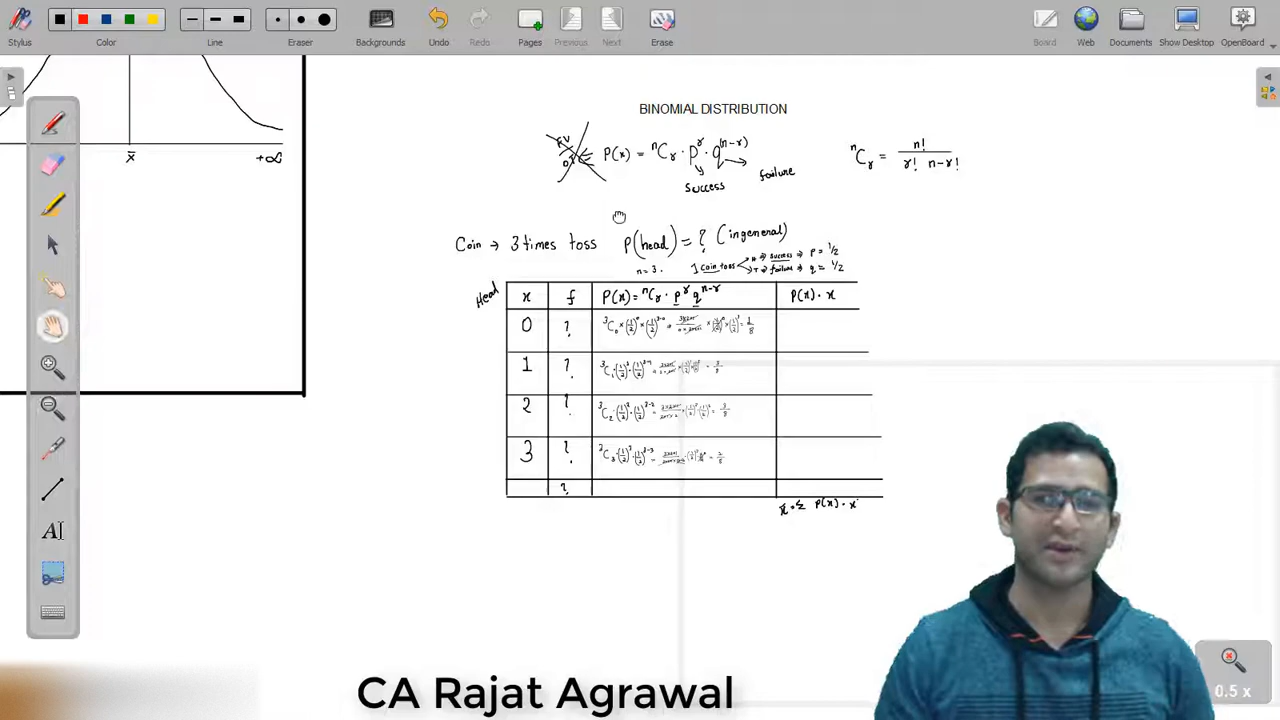 Stylus
Color
Line
Eraser
Backgrounds
Undo
Redo
Pages
Previous
Next
Erase
Board
Web
Documents
Show Desktop
OpenBoard
BINOMIAL DISTRIBUTION
P(x) = ⁿCᵣ · pʳ · q⁽ⁿ⁻ʳ⁾
success
failure
ⁿCᵣ = n! / r! n-r!
x̄
+∞
Coin → 3 times toss P(head) = ? (in general)
n = 3.
1 Coin toss
H → success → p = 1/2
T → failure → q = 1/2
Head
x f P(x) = ⁿCᵣ · pʳ qⁿ⁻ʳ P(x) · x
0 ?
1 ?
2 ?
3 ?
?
x̄ = Σ P(x) · x
CA Rajat Agrawal
0.5 x